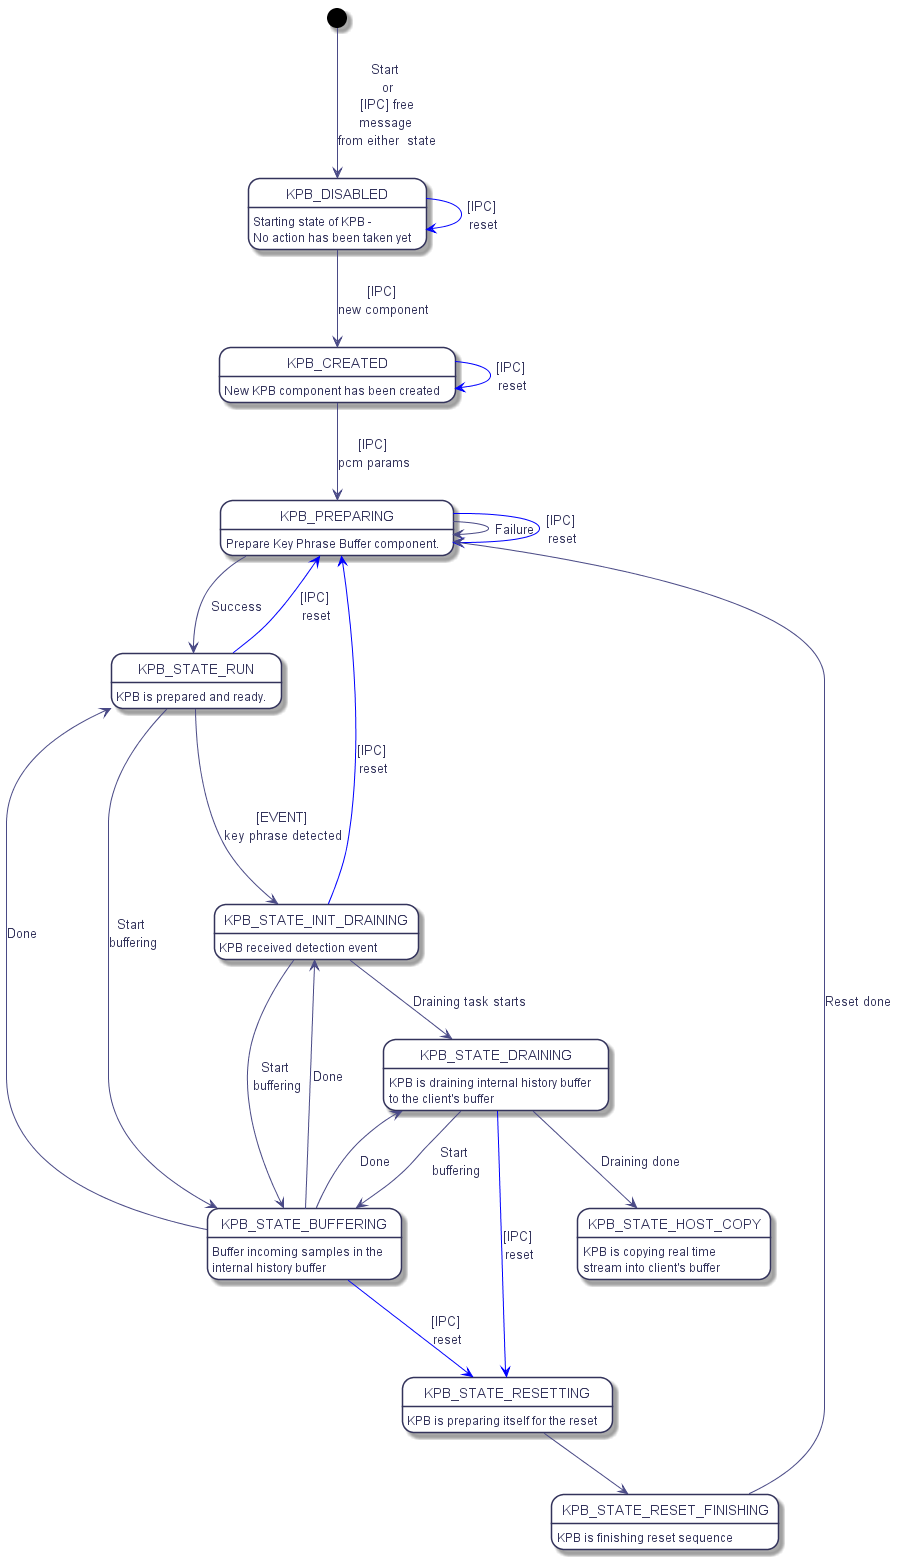 Start
or
[IPC] free
message
from either  state
KPB_DISABLED
Starting state of KPB -
No action has been taken yet
[IPC]
reset
[IPC]
new component
KPB_CREATED
New KPB component has been created
[IPC]
reset
[IPC]
pcm params
KPB_PREPARING
Prepare Key Phrase Buffer component.
Failure
[IPC]
reset
Success
[IPC]
reset
KPB_STATE_RUN
KPB is prepared and ready.
[IPC]
reset
[EVENT]
key phrase detected
Done
Start
buffering
KPB_STATE_INIT_DRAINING
KPB received detection event
Draining task starts
Reset done
Start
buffering
Done
KPB_STATE_DRAINING
KPB is draining internal history buffer
to the client's buffer
Done
Start
buffering
Draining done
KPB_STATE_BUFFERING
Buffer incoming samples in the
internal history buffer
[IPC]
reset
KPB_STATE_HOST_COPY
KPB is copying real time
stream into client's buffer
[IPC]
reset
KPB_STATE_RESETTING
KPB is preparing itself for the reset
KPB_STATE_RESET_FINISHING
KPB is finishing reset sequence